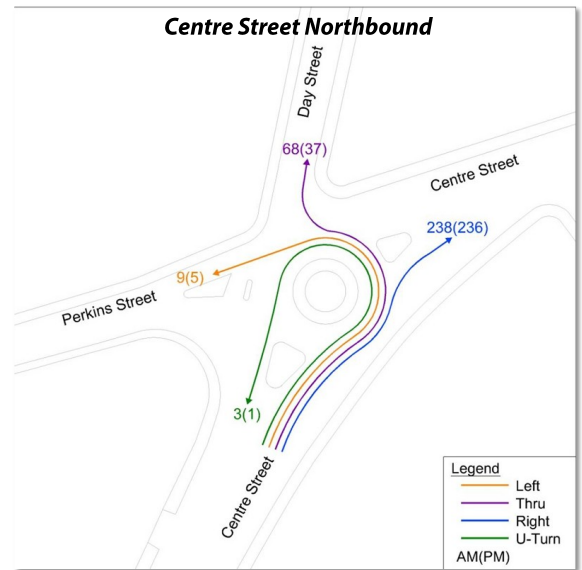 Centre Street Northbound
Day Street
68(37)
Centre Street
238(236)
9(5)
Perkins Street
3(1)
Centre Street
Legend
Left
Thru
Right
U-Turn
AM(PM)